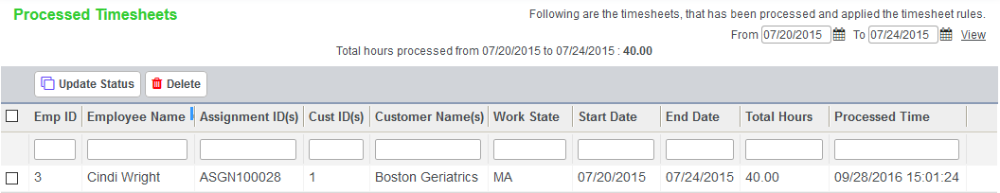 Processed Timesheets
Following are the timesheets, that has been processed and applied the timesheet rules.
From 07/20/2015 To 07/24/2015 View
Total hours processed from 07/20/2015 to 07/24/2015 : 40.00
Update Status Delete
Emp ID Employee Name Assignment ID(s) Cust ID(s) Customer Name(s) Work State Start Date End Date Total Hours Processed Time
3 Cindi Wright ASGN100028 1 Boston Geriatrics MA 07/20/2015 07/24/2015 40.00 09/28/2016 15:01:24